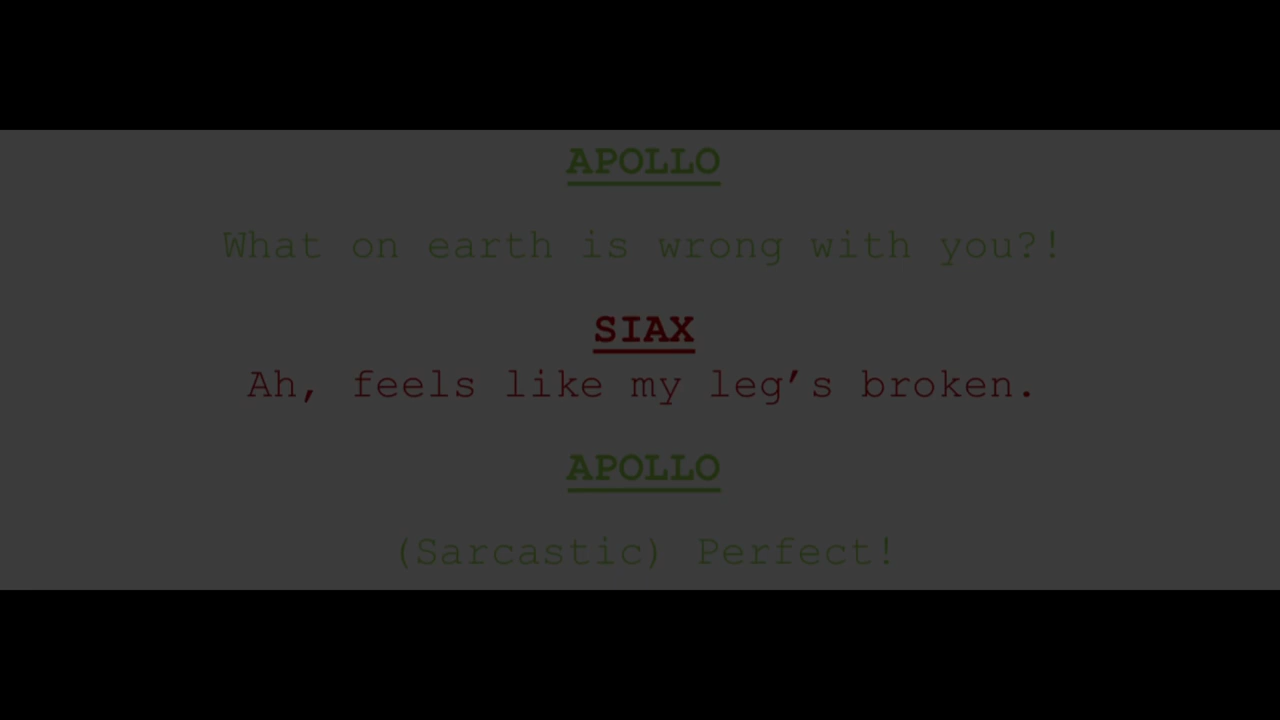 APOLLO
What on earth is wrong with you?!
SIAX
Ah, feels like my leg’s broken.
APOLLO
(Sarcastic) Perfect!